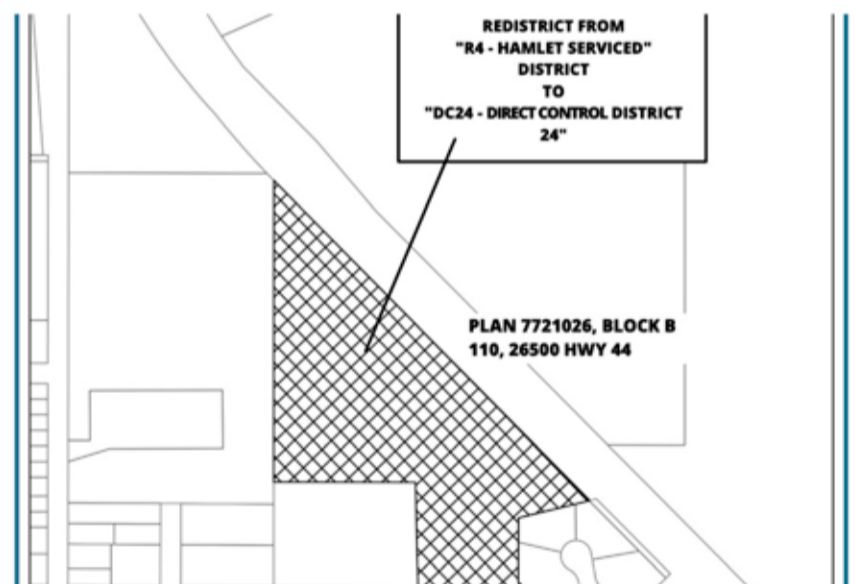 REDISTRICT FROM
"R4 - HAMLET SERVICED"
DISTRICT
TO
"DC24 - DIRECT CONTROL DISTRICT
24"
PLAN 7721026, BLOCK B
110, 26500 HWY 44